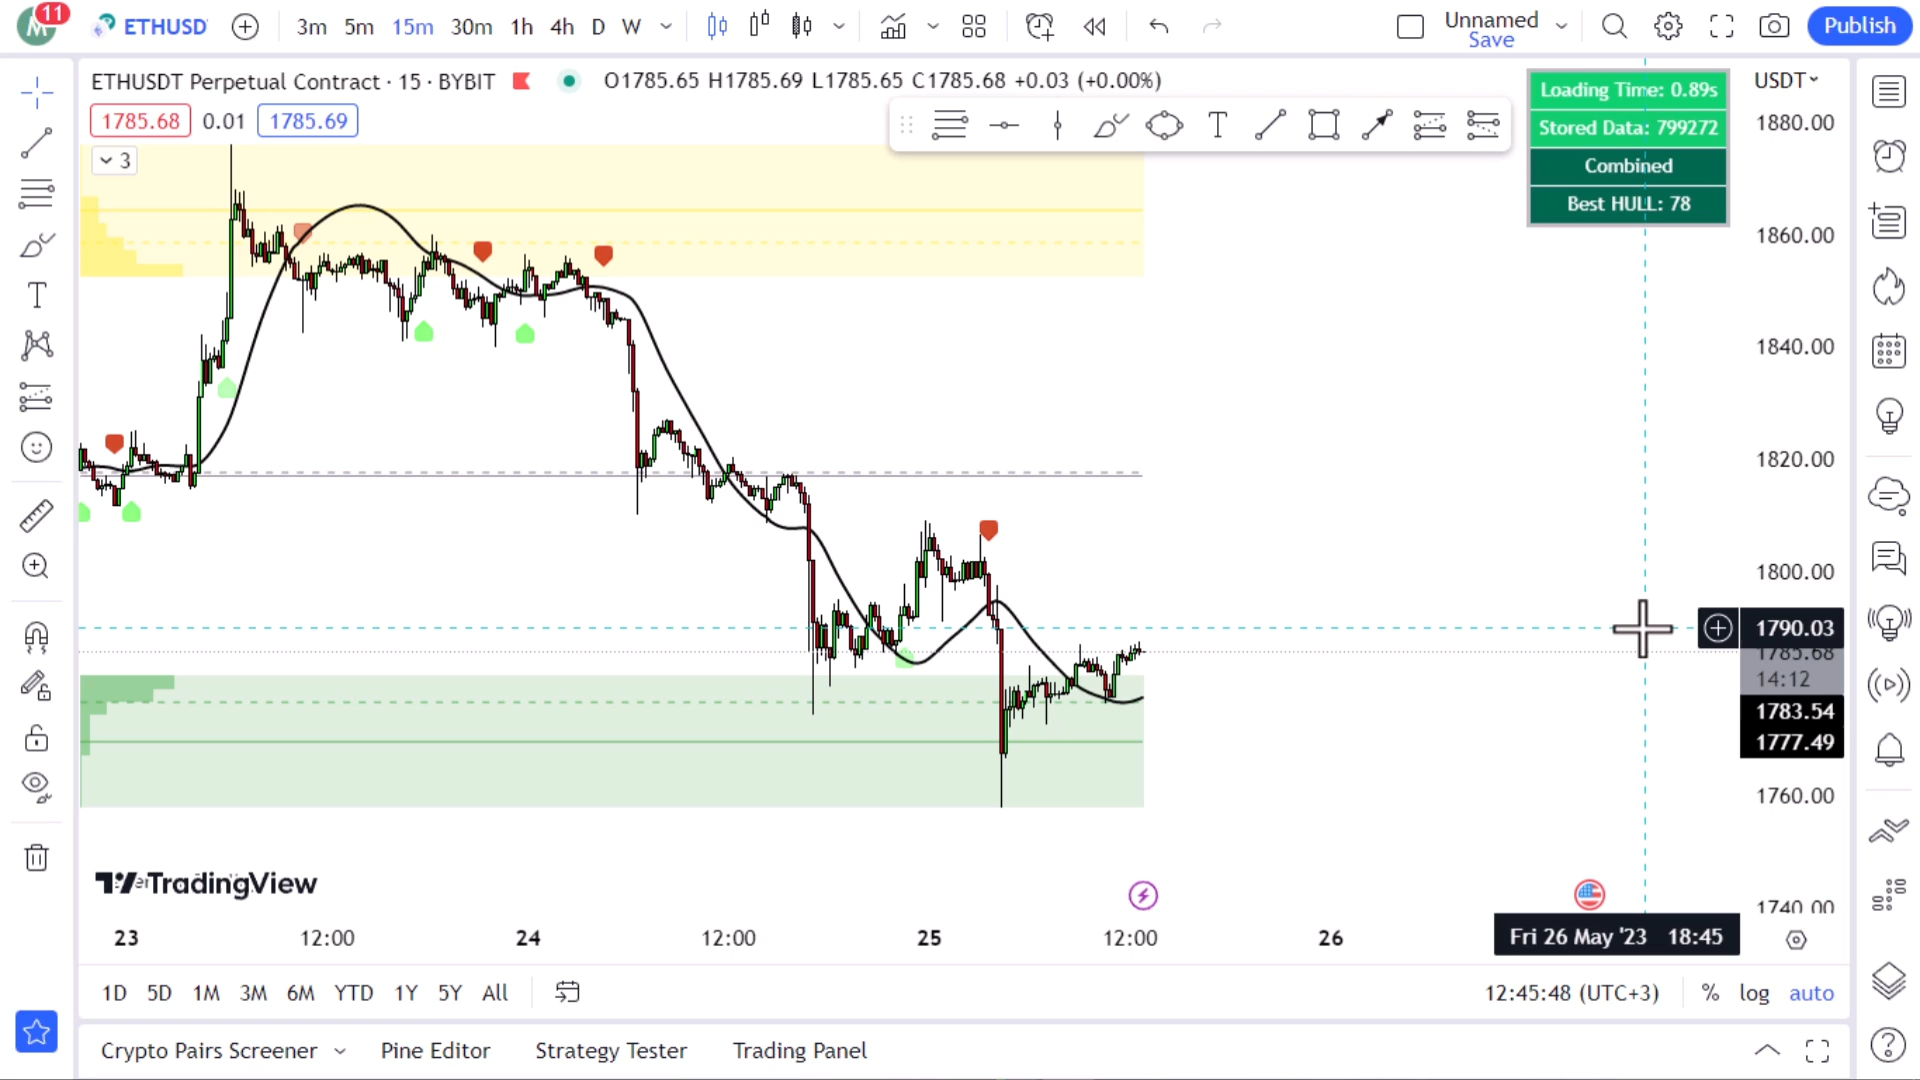 11
M
ETHUSD
3m 5m 15m 30m 1h 4h D W
Unnamed
Save
Publish
ETHUSDT Perpetual Contract · 15 · BYBIT O1785.65 H1785.69 L1785.65 C1785.68 +0.03 (+0.00%)
1785.68 0.01 1785.69
3
Loading Time: 0.89s
Stored Data: 799272
Combined
Best HULL: 78
USDT
1880.00
1860.00
1840.00
1820.00
1800.00
1790.03
1785.68
14:12
1783.54
1777.49
1760.00
1740.00
TradingView
23 12:00 24 12:00 25 12:00 26
Fri 26 May '23 18:45
1D 5D 1M 3M 6M YTD 1Y 5Y All
12:45:48 (UTC+3) % log auto
Crypto Pairs Screener Pine Editor Strategy Tester Trading Panel